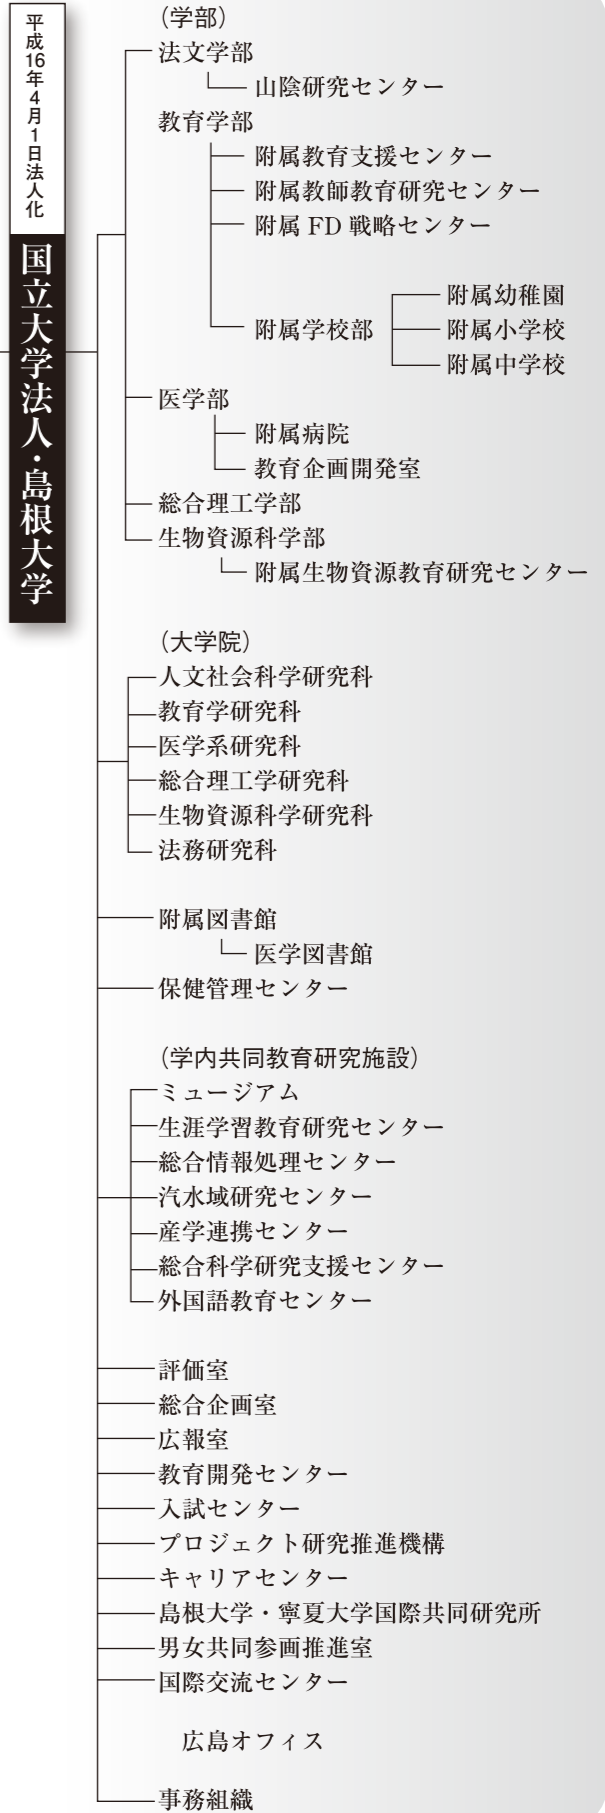 平成16年4月1日法人化
国立大学法人・島根大学
（学部）
法文学部
山陰研究センター
教育学部
附属教育支援センター
附属教師教育研究センター
附属 FD 戦略センター
附属学校部
附属幼稚園
附属小学校
附属中学校
医学部
附属病院
教育企画開発室
総合理工学部
生物資源科学部
附属生物資源教育研究センター
（大学院）
人文社会科学研究科
教育学研究科
医学系研究科
総合理工学研究科
生物資源科学研究科
法務研究科
附属図書館
医学図書館
保健管理センター
（学内共同教育研究施設）
ミュージアム
生涯学習教育研究センター
総合情報処理センター
汽水域研究センター
産学連携センター
総合科学研究支援センター
外国語教育センター
評価室
総合企画室
広報室
教育開発センター
入試センター
プロジェクト研究推進機構
キャリアセンター
島根大学・寧夏大学国際共同研究所
男女共同参画推進室
国際交流センター
広島オフィス
事務組織